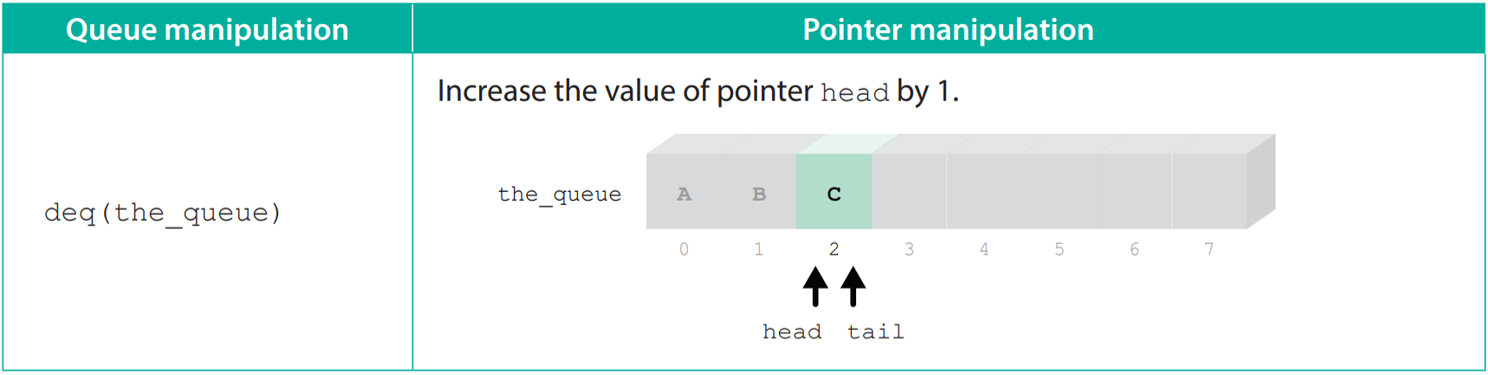 Queue manipulation
Pointer manipulation
deq(the_queue)
Increase the value of pointer head by 1.
the_queue
A B C
0 1 2 3 4 5 6 7
head tail